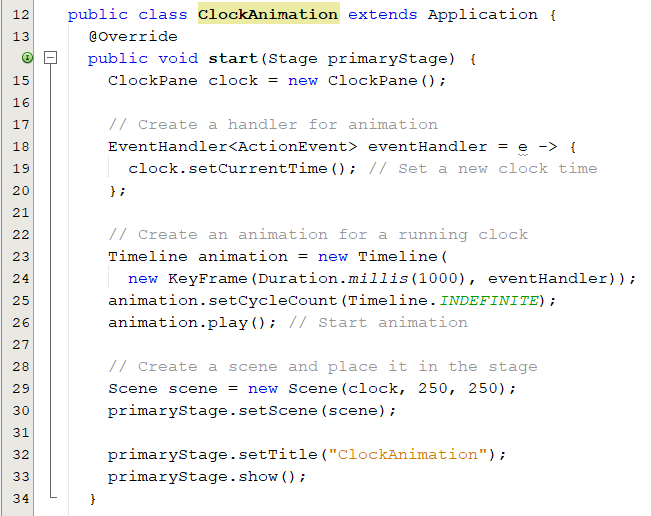 12 public class ClockAnimation extends Application {
13 @Override
public void start(Stage primaryStage) {
15 ClockPane clock = new ClockPane();
16
17 // Create a handler for animation
18 EventHandler<ActionEvent> eventHandler = e -> {
19 clock.setCurrentTime(); // Set a new clock time
20 };
21
22 // Create an animation for a running clock
23 Timeline animation = new Timeline(
24 new KeyFrame(Duration.millis(1000), eventHandler));
25 animation.setCycleCount(Timeline.INDEFINITE);
26 animation.play(); // Start animation
27
28 // Create a scene and place it in the stage
29 Scene scene = new Scene(clock, 250, 250);
30 primaryStage.setScene(scene);
31
32 primaryStage.setTitle("ClockAnimation");
33 primaryStage.show();
34 }